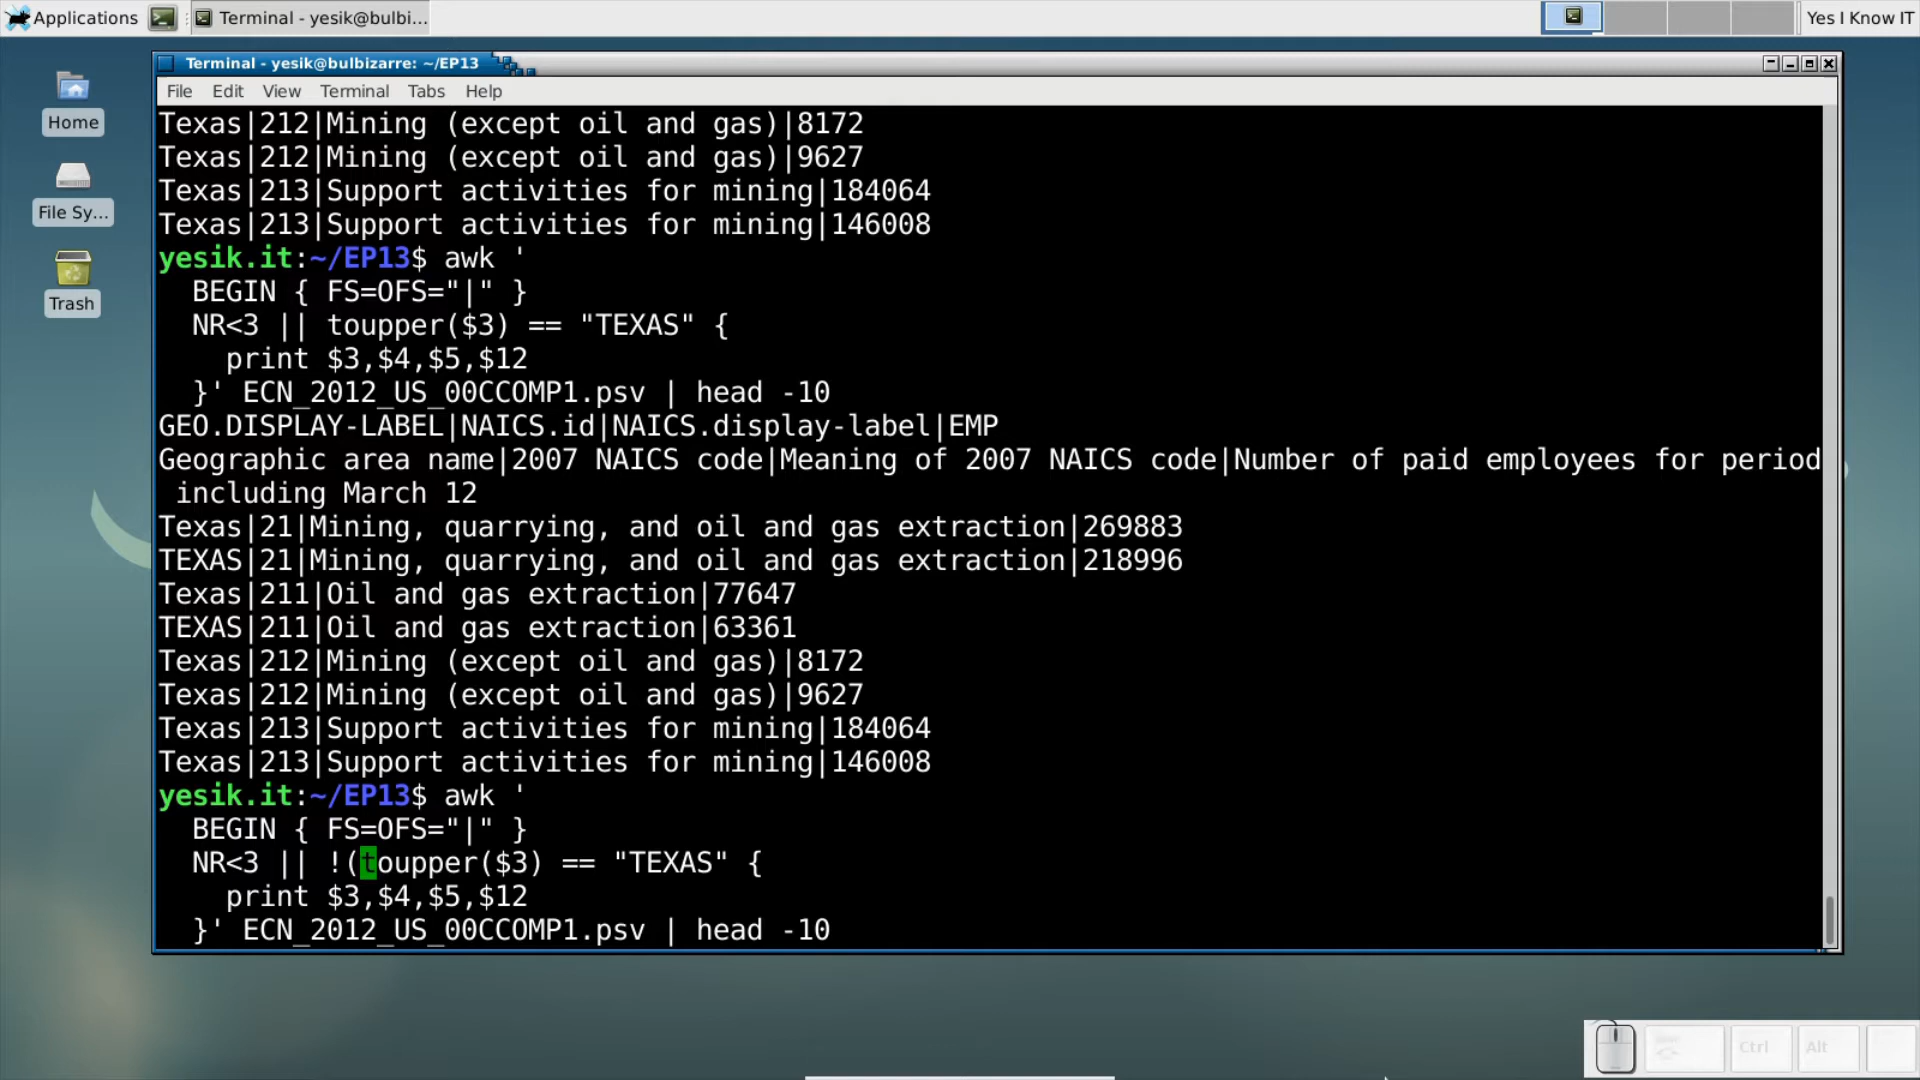 Applications
Terminal - yesik@bulbi...
Yes I Know IT
Home
File Sy...
Trash
Terminal - yesik@bulbizarre: ~/EP13
File Edit View Terminal Tabs Help
Texas|212|Mining (except oil and gas)|8172
Texas|212|Mining (except oil and gas)|9627
Texas|213|Support activities for mining|184064
Texas|213|Support activities for mining|146008
yesik.it:~/EP13$ awk '
  BEGIN { FS=OFS="|" }
  NR<3 || toupper($3) == "TEXAS" {
    print $3,$4,$5,$12
  }' ECN_2012_US_00CCOMP1.psv | head -10
GEO.DISPLAY-LABEL|NAICS.id|NAICS.display-label|EMP
Geographic area name|2007 NAICS code|Meaning of 2007 NAICS code|Number of paid employees for period
 including March 12
Texas|21|Mining, quarrying, and oil and gas extraction|269883
TEXAS|21|Mining, quarrying, and oil and gas extraction|218996
Texas|211|Oil and gas extraction|77647
TEXAS|211|Oil and gas extraction|63361
Texas|212|Mining (except oil and gas)|8172
Texas|212|Mining (except oil and gas)|9627
Texas|213|Support activities for mining|184064
Texas|213|Support activities for mining|146008
yesik.it:~/EP13$ awk '
  BEGIN { FS=OFS="|" }
  NR<3 || !(toupper($3) == "TEXAS" {
    print $3,$4,$5,$12
  }' ECN_2012_US_00CCOMP1.psv | head -10
Ctrl
Alt